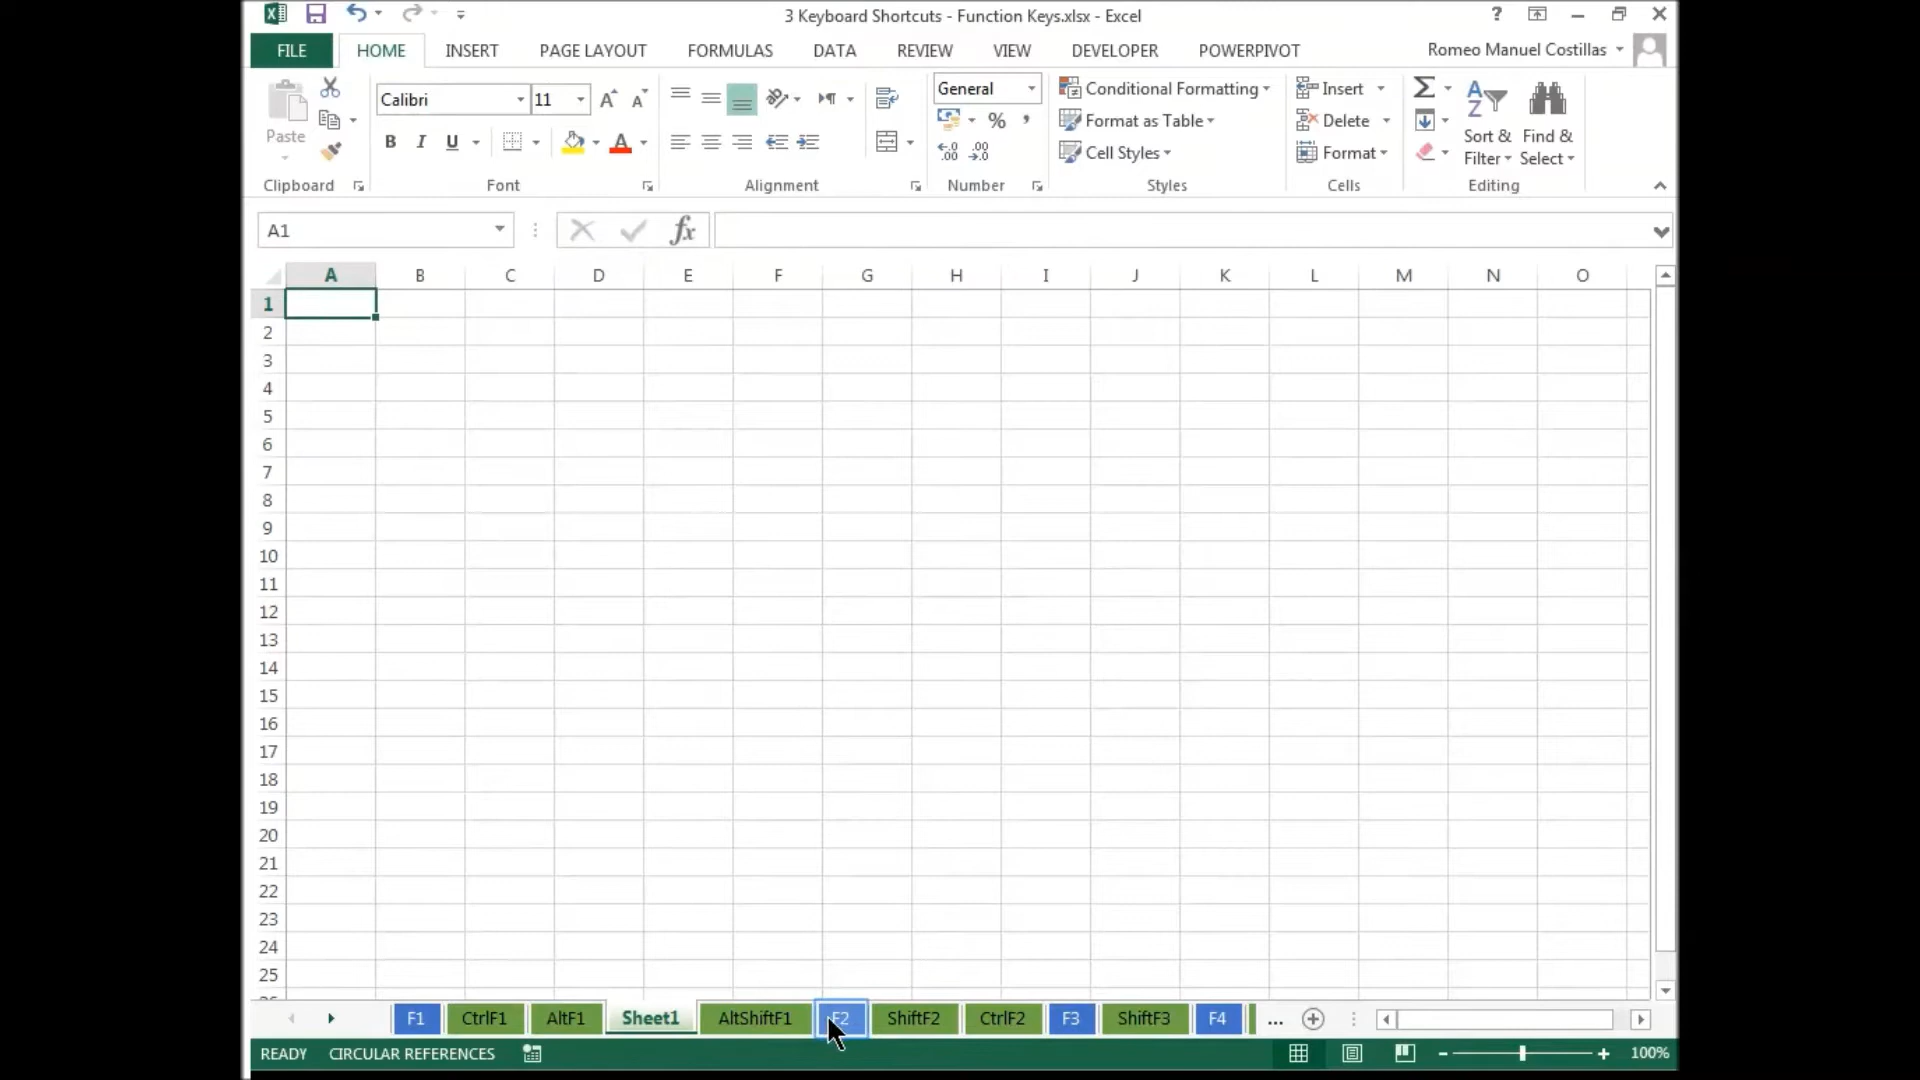 3 Keyboard Shortcuts - Function Keys.xlsx - Excel
?
FILE HOME INSERT PAGE LAYOUT FORMULAS DATA REVIEW VIEW DEVELOPER POWERPIVOT Romeo Manuel Costillas
Paste
Calibri 11
B I U
General
%
Conditional Formatting
Format as Table
Cell Styles
Insert
Delete
Format
Sort & Filter
Find & Select
Clipboard Font Alignment Number Styles Cells Editing
A1 fx
A B C D E F G H I J K L M N O
1
2
3
4
5
6
7
8
9
10
11
12
13
14
15
16
17
18
19
20
21
22
23
24
25
F1 CtrlF1 AltF1 Sheet1 AltShiftF1 F2 ShiftF2 CtrlF2 F3 ShiftF3 F4 ...
READY CIRCULAR REFERENCES 100%